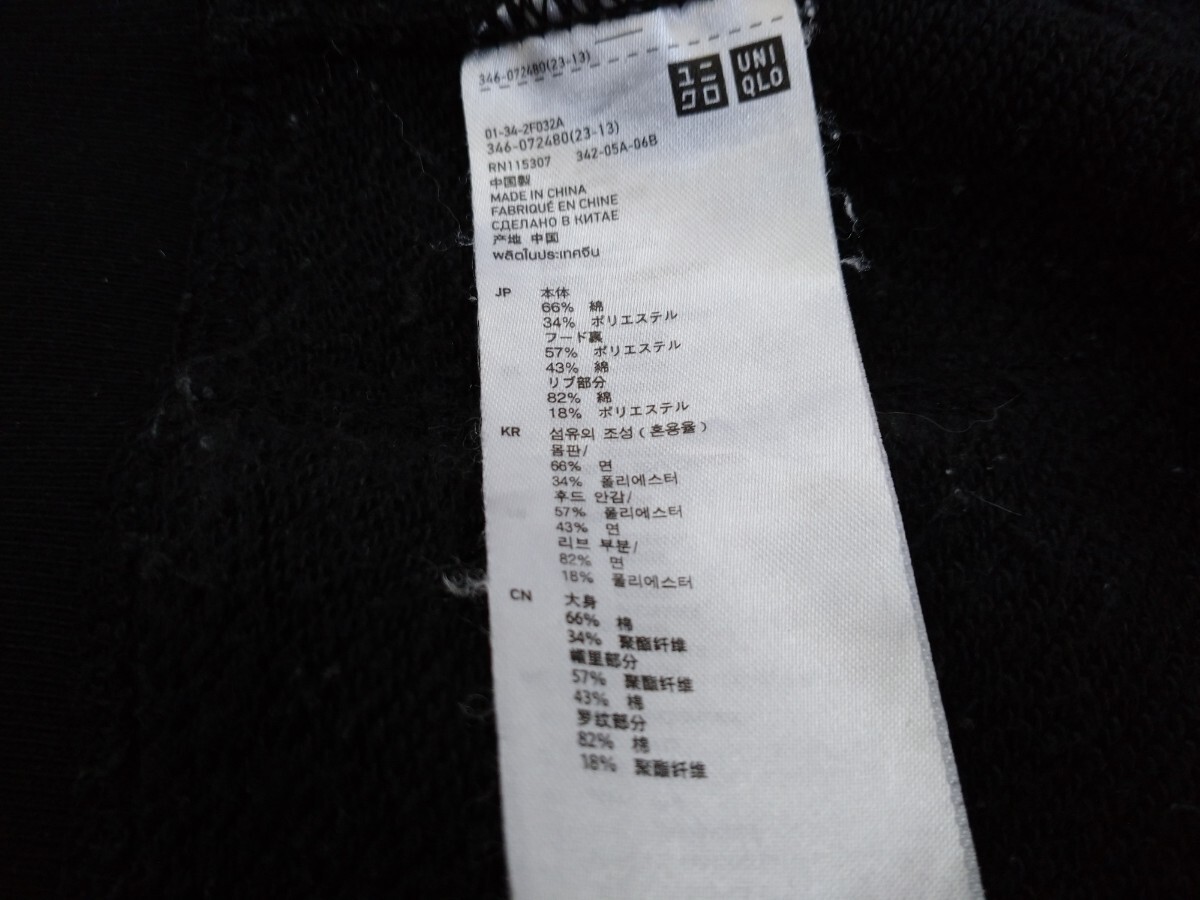 346-072480(23-13)
ユニ
クロ
UNI
QLO
01-34-2F032A
346-072480(23-13)
RN115307 342-05A-06B
中国製
MADE IN CHINA
FABRIQUÉ EN CHINE
СДЕЛАНО В КИТАЕ
产地 中国
ผลิตในประเทศจีน
JP 本体
66% 綿
34% ポリエステル
フード裏
57% ポリエステル
43% 綿
リブ部分
82% 綿
18% ポリエステル
KR 섬유의 조성(혼용율)
몸판/
66% 면
34% 폴리에스터
후드 안감/
57% 폴리에스터
43% 면
리브 부분/
82% 면
18% 폴리에스터
CN 大身
66% 棉
34% 聚酯纤维
帽里部分
57% 聚酯纤维
43% 棉
罗纹部分
82% 棉
18% 聚酯纤维